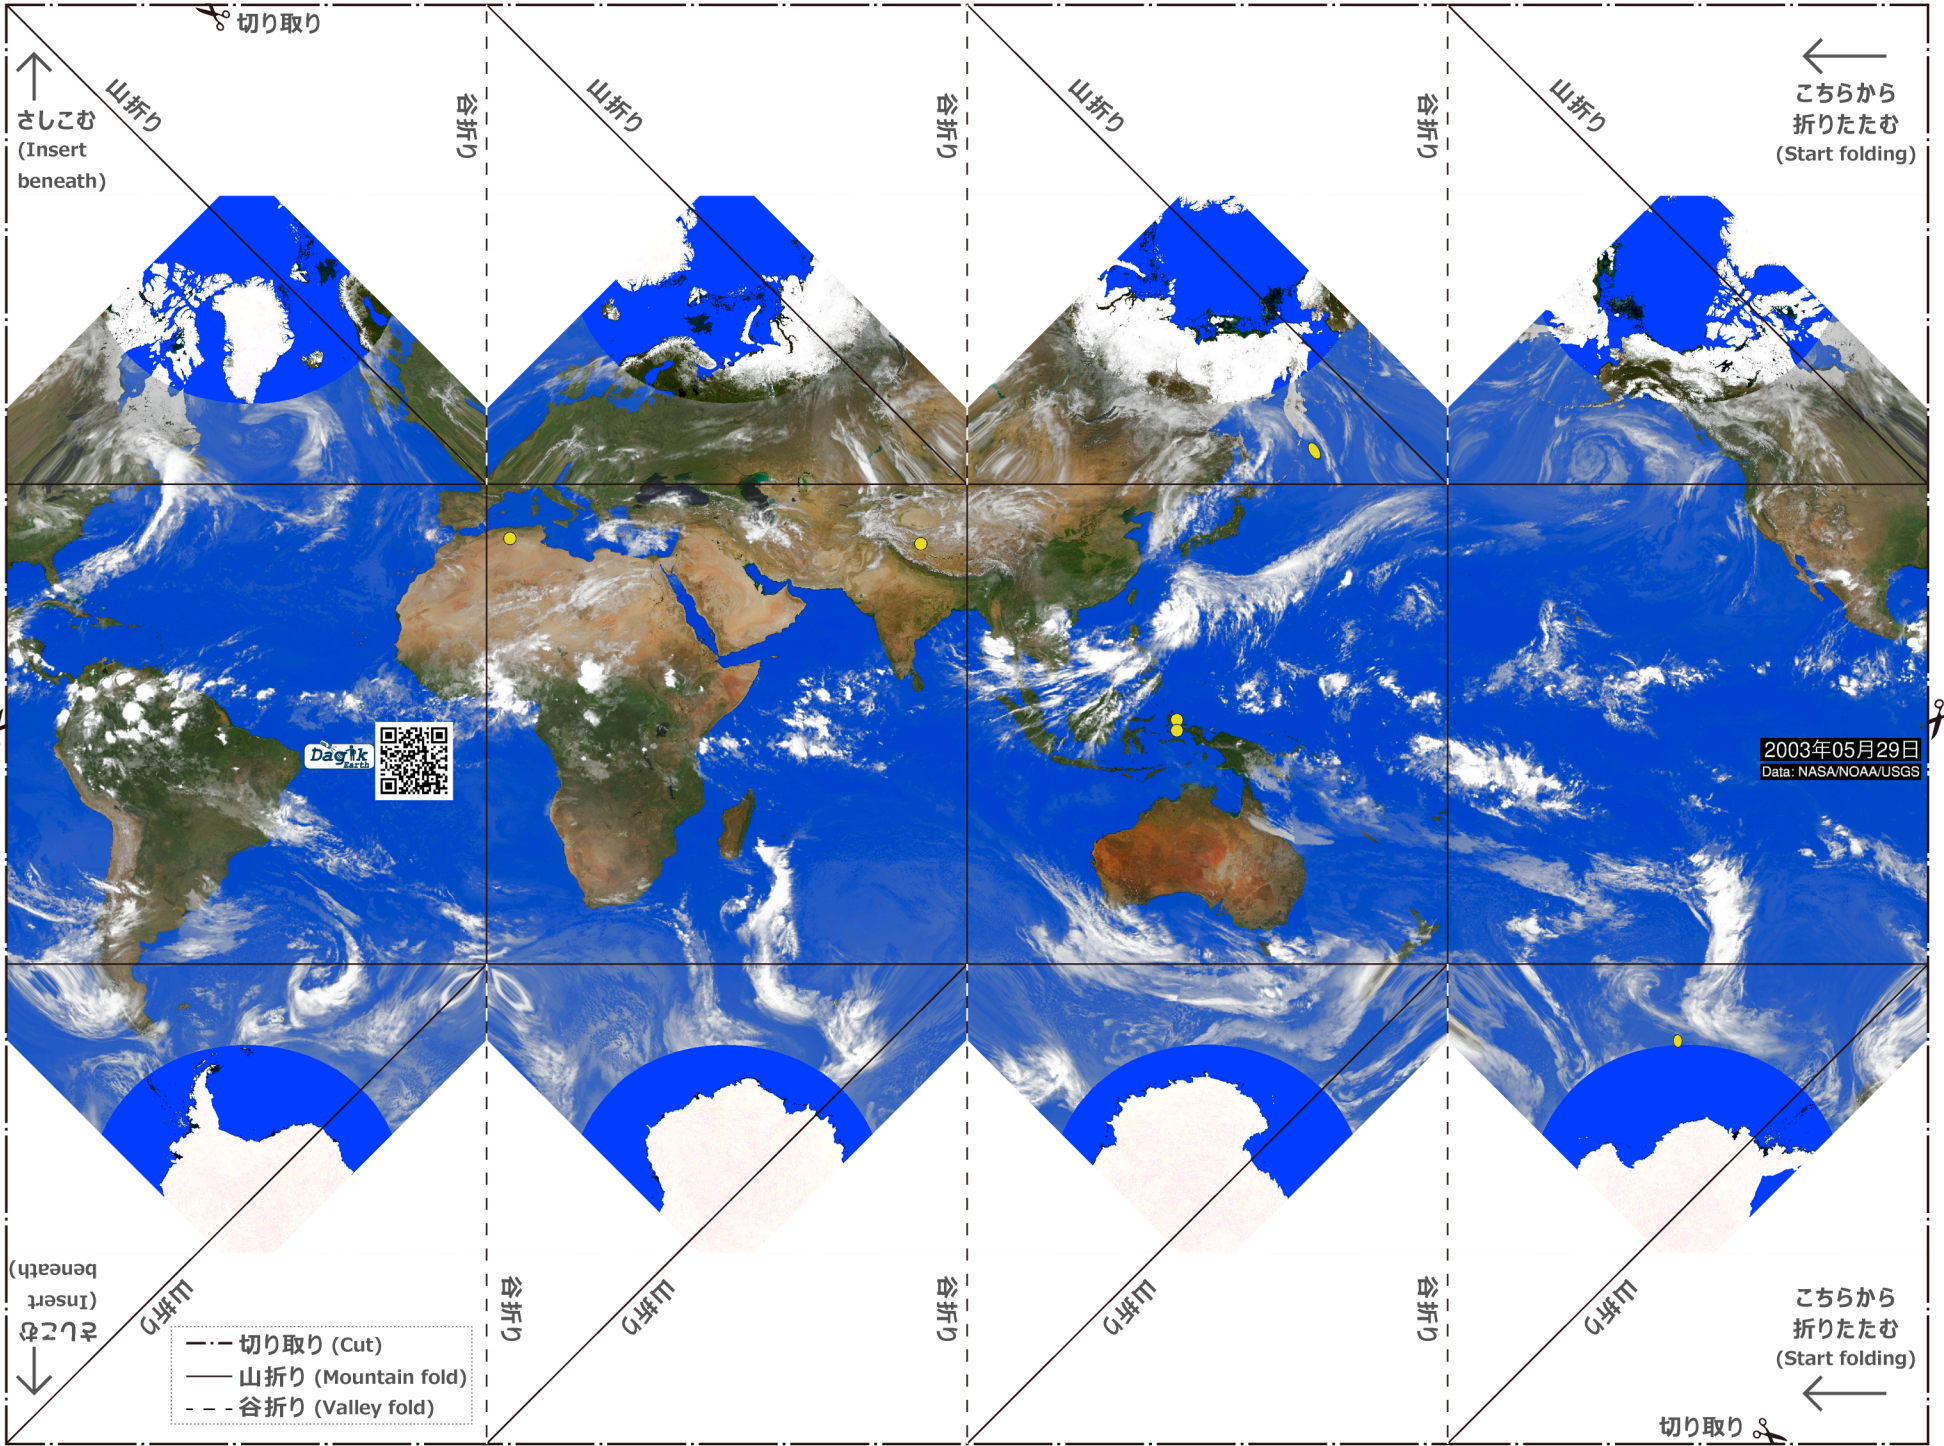 切り取り
山折り
谷折り
山折り
谷折り
山折り
谷折り
山折り
さしこむ
(Insert
beneath)
こちらから
折りたたむ
(Start folding)
Dagik
Earth
2003年05月29日
Data: NASA/NOAA/USGS
さしこむ
(Insert
beneath)
山折り
谷折り
山折り
谷折り
山折り
谷折り
山折り
切り取り (Cut)
山折り (Mountain fold)
谷折り (Valley fold)
こちらから
折りたたむ
(Start folding)
切り取り